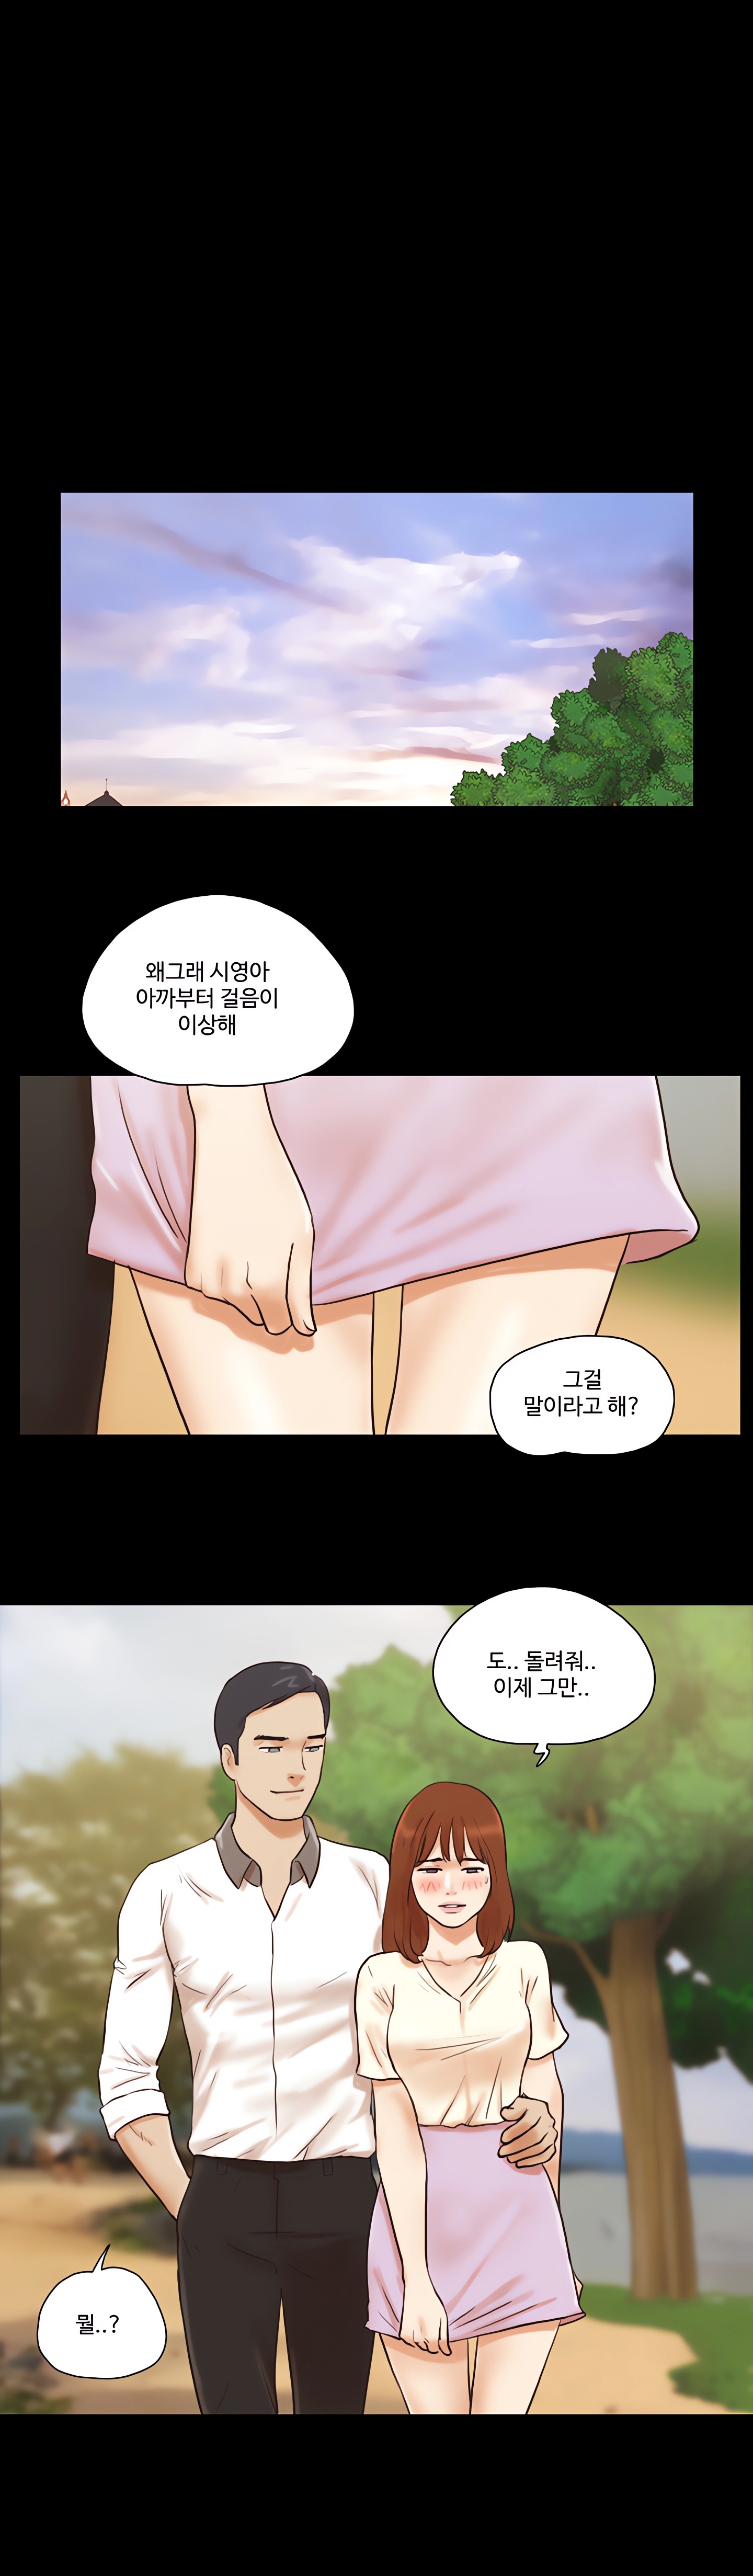 왜그래 시영아
아까부터 걸음이
이상해
그걸
말이라고 해?
도.. 돌려줘..
이제 그만..
뭘..?